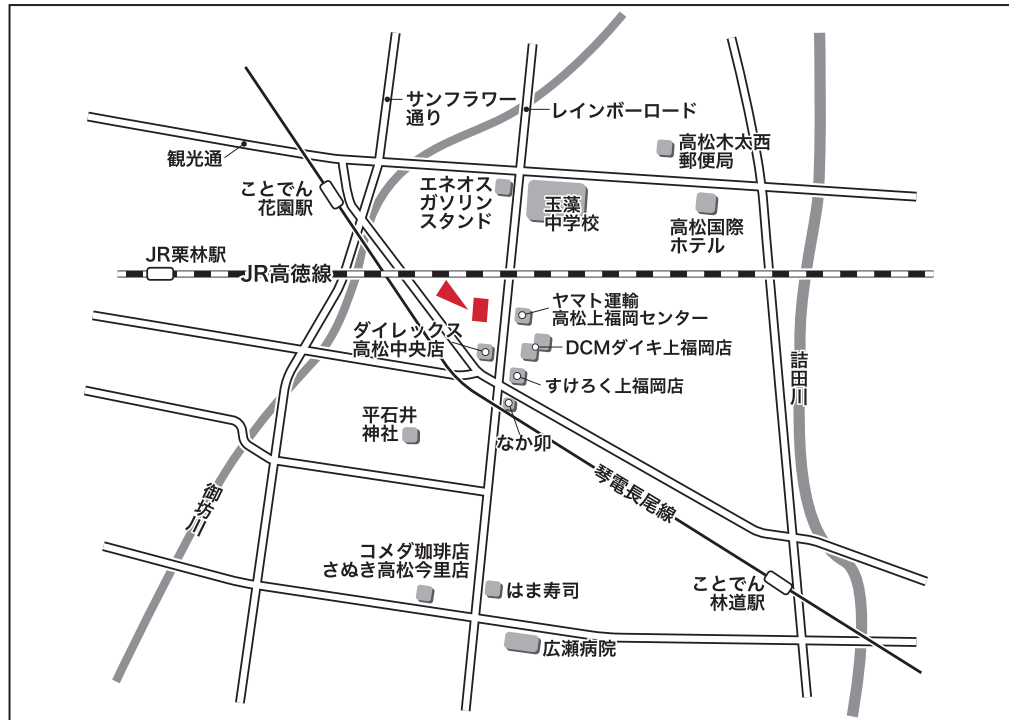 サンフラワー
通り
レインボーロード
観光通
高松木太西
郵便局
ことでん
花園駅
エネオス
ガソリン
スタンド
玉藻
中学校
高松国際
ホテル
JR栗林駅
JR高徳線
ヤマト運輸
高松上福岡センター
ダイレックス
高松中央店
DCMダイキ上福岡店
詰田川
すけろく上福岡店
平石井
神社
なか卯
琴電長尾線
御坊川
コメダ珈琲店
さぬき高松今里店
はま寿司
ことでん
林道駅
広瀬病院